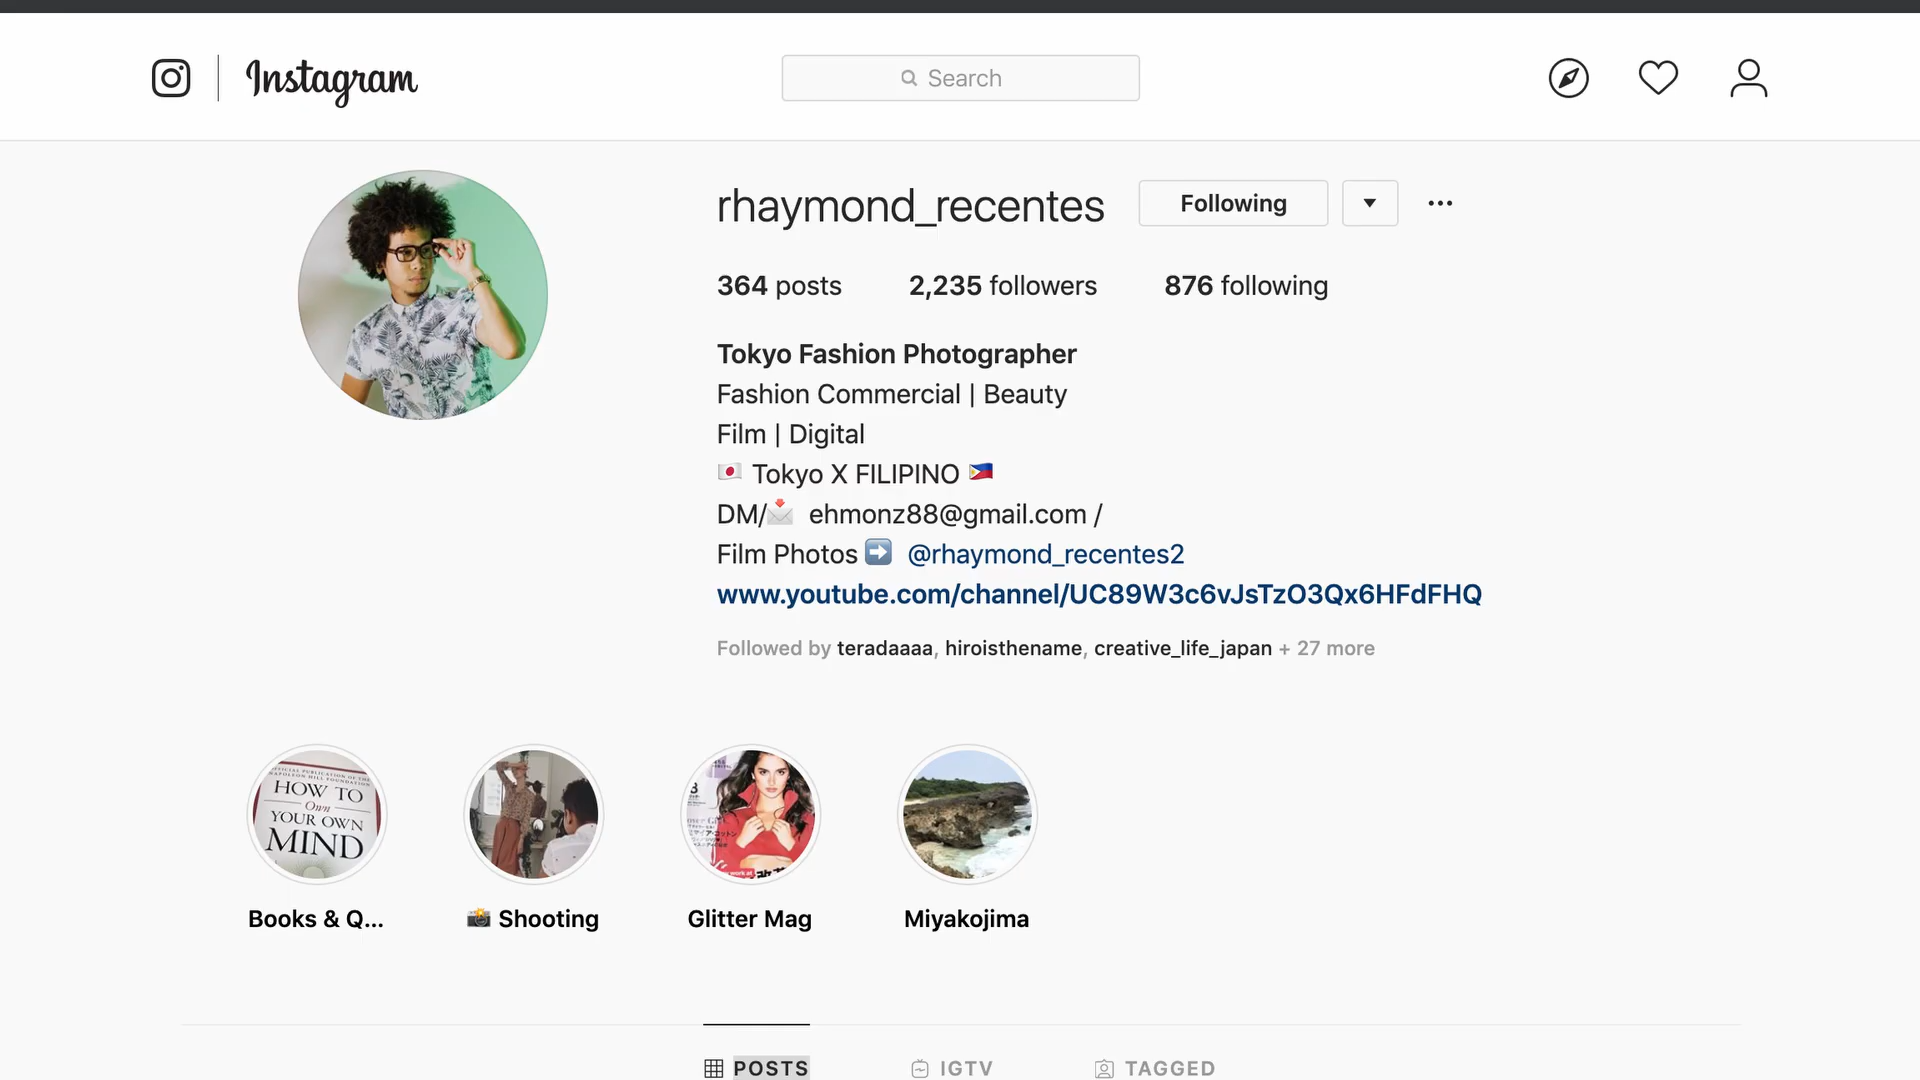 Instagram
Search
rhaymond_recentes
Following
364 posts 2,235 followers 876 following
Tokyo Fashion Photographer
Fashion Commercial | Beauty
Film | Digital
🇯🇵 Tokyo X FILIPINO 🇵🇭
DM/📩 ehmonz88@gmail.com /
Film Photos ➡️ @rhaymond_recentes2
www.youtube.com/channel/UC89W3c6vJsTzO3Qx6HFdFHQ
Followed by teradaaaa, hiroisthename, creative_life_japan + 27 more
HOW TO
Own
YOUR OWN
MIND
Books & Q...
📸 Shooting
Glitter Mag
Miyakojima
POSTS
IGTV
TAGGED